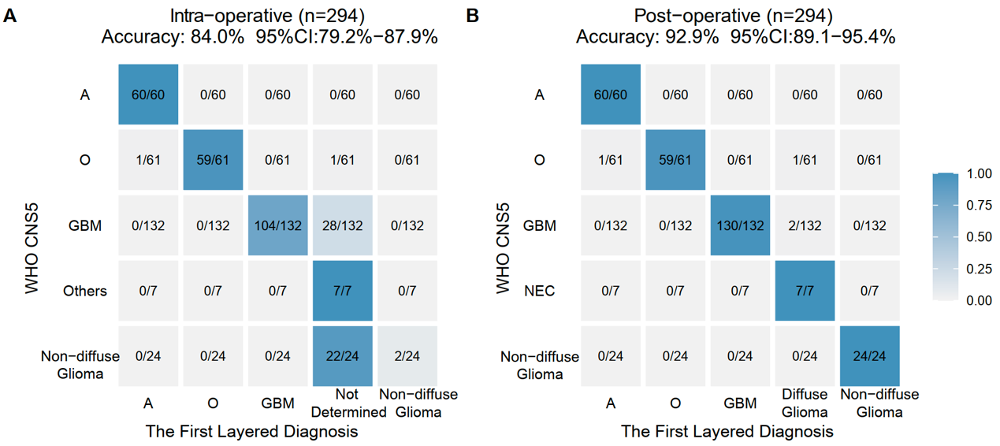 A
Intra−operative (n=294)
Accuracy: 84.0%  95%CI:79.2%−87.9%
WHO CNS5
A
60/60 0/60 0/60 0/60 0/60
O
1/61 59/61 0/61 1/61 0/61
GBM
0/132 0/132 104/132 28/132 0/132
Others
0/7 0/7 0/7 7/7 0/7
Non−diffuse
Glioma
0/24 0/24 0/24 22/24 2/24
A O GBM Not Determined Non−diffuse Glioma
The First Layered Diagnosis
B
Post−operative (n=294)
Accuracy: 92.9%  95%CI:89.1−95.4%
WHO CNS5
A
60/60 0/60 0/60 0/60 0/60
O
1/61 59/61 0/61 1/61 0/61
GBM
0/132 0/132 130/132 2/132 0/132
NEC
0/7 0/7 0/7 7/7 0/7
Non−diffuse
Glioma
0/24 0/24 0/24 0/24 24/24
A O GBM Diffuse Glioma Non−diffuse Glioma
The First Layered Diagnosis
1.00
0.75
0.50
0.25
0.00